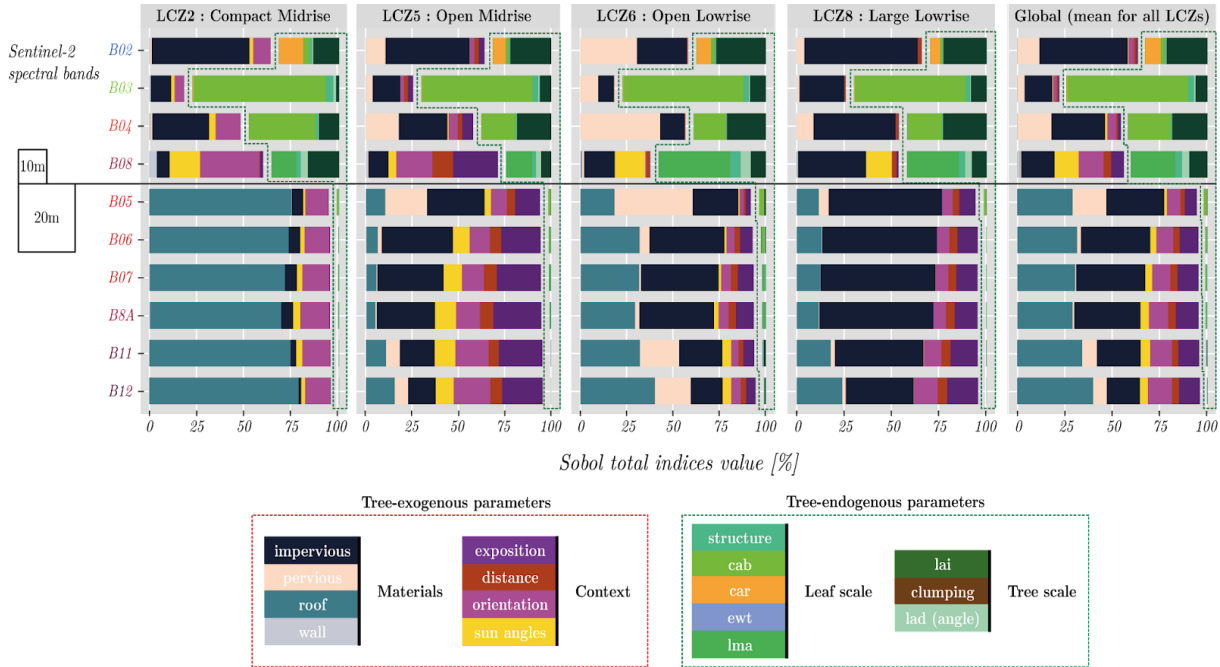 LCZ2 : Compact Midrise
LCZ5 : Open Midrise
LCZ6 : Open Lowrise
LCZ8 : Large Lowrise
Global (mean for all LCZs)
Sentinel-2
spectral bands
B02
B03
B04
B08
10m
20m
B05
B06
B07
B8A
B11
B12
0 25 50 75 100
0 25 50 75 100
0 25 50 75 100
0 25 50 75 100
0 25 50 75 100
Sobol total indices value [%]
Tree-exogenous parameters
impervious
pervious
roof
wall
Materials
exposition
distance
orientation
sun angles
Context
Tree-endogenous parameters
structure
cab
car
ewt
lma
Leaf scale
lai
clumping
lad (angle)
Tree scale